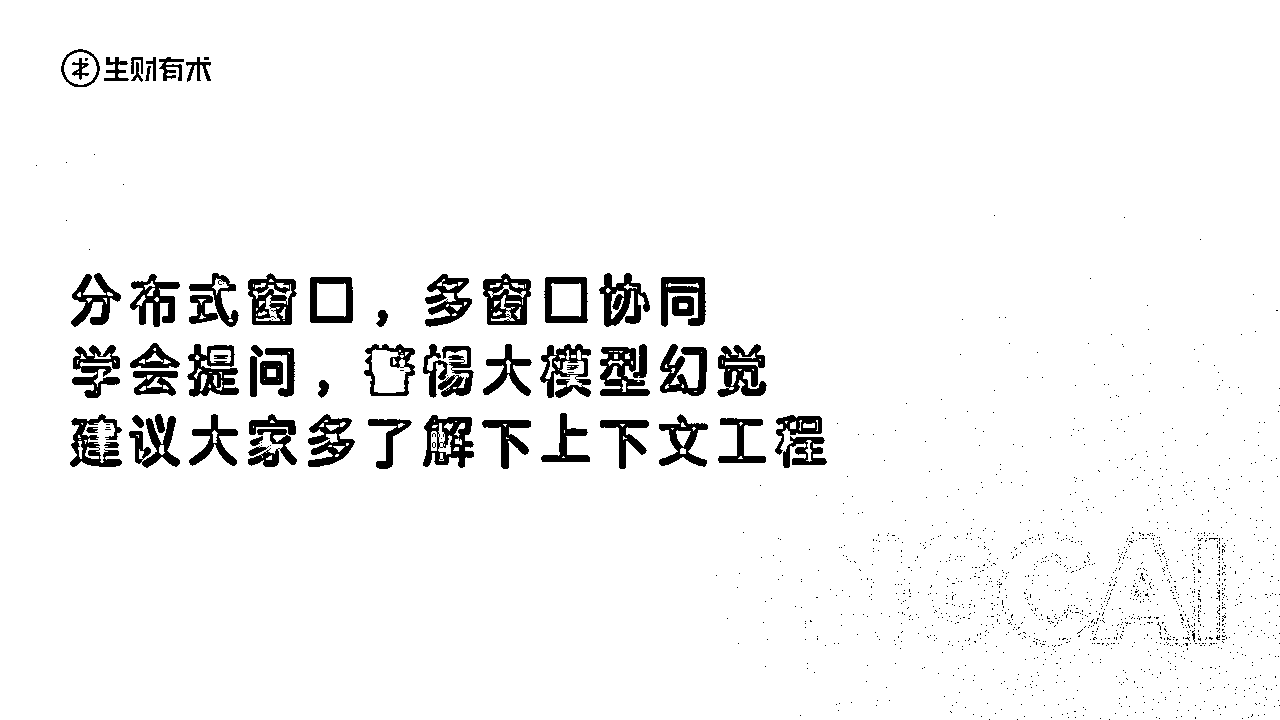 生财有术
分布式窗口，多窗口协同
学会提问，警惕大模型幻觉
建议大家多了解下上下文工程
NGCAI